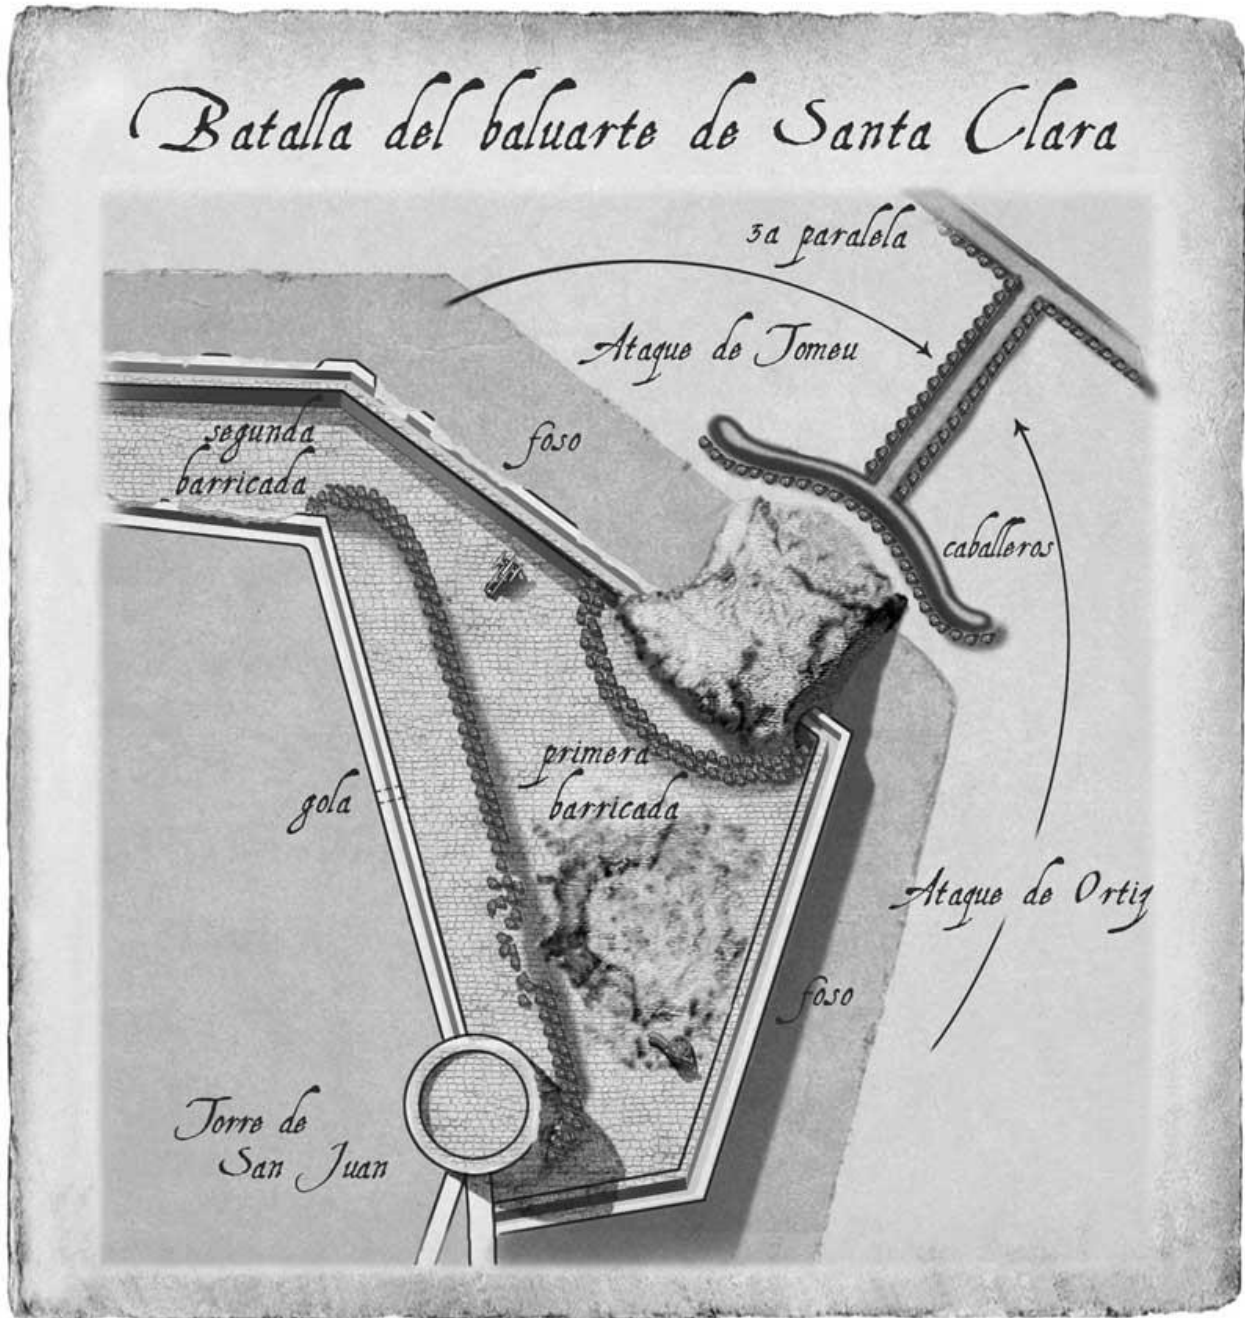 Batalla del baluarte de Santa Clara
3a paralela
Ataque de Tomeu
segunda
barricada
foso
caballeros
primera
barricada
gola
Ataque de Ortiz
foso
Torre de
San Juan